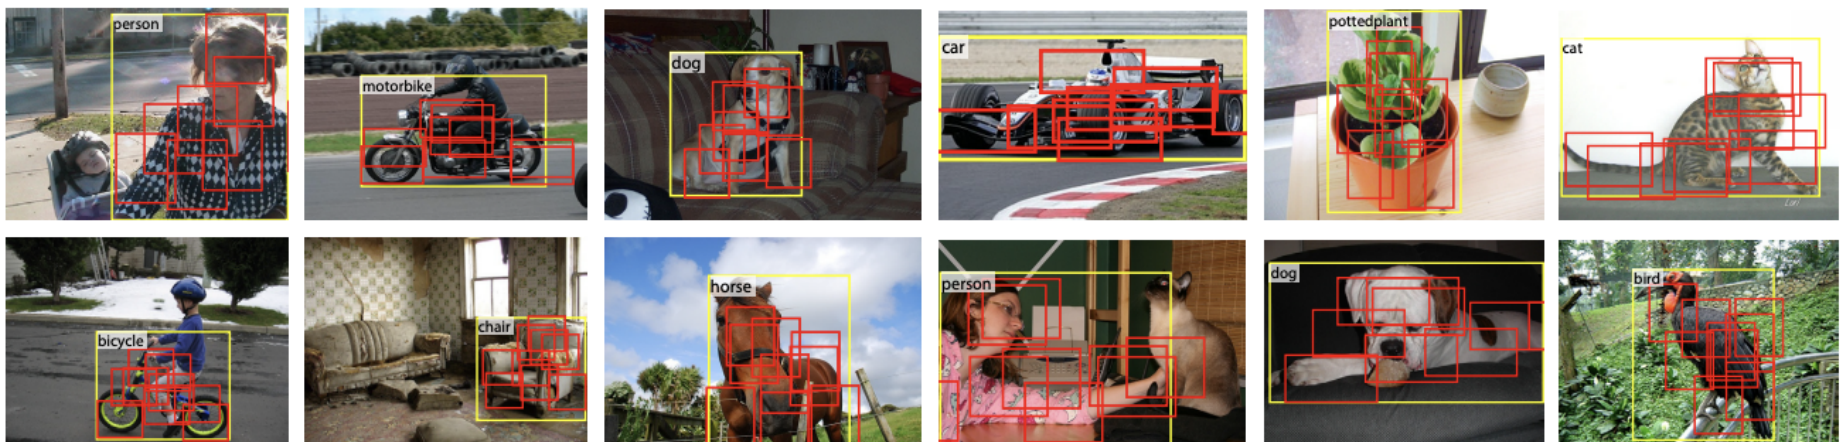 person
motorbike
dog
car
pottedplant
cat
bicycle
chair
horse
person
dog
bird